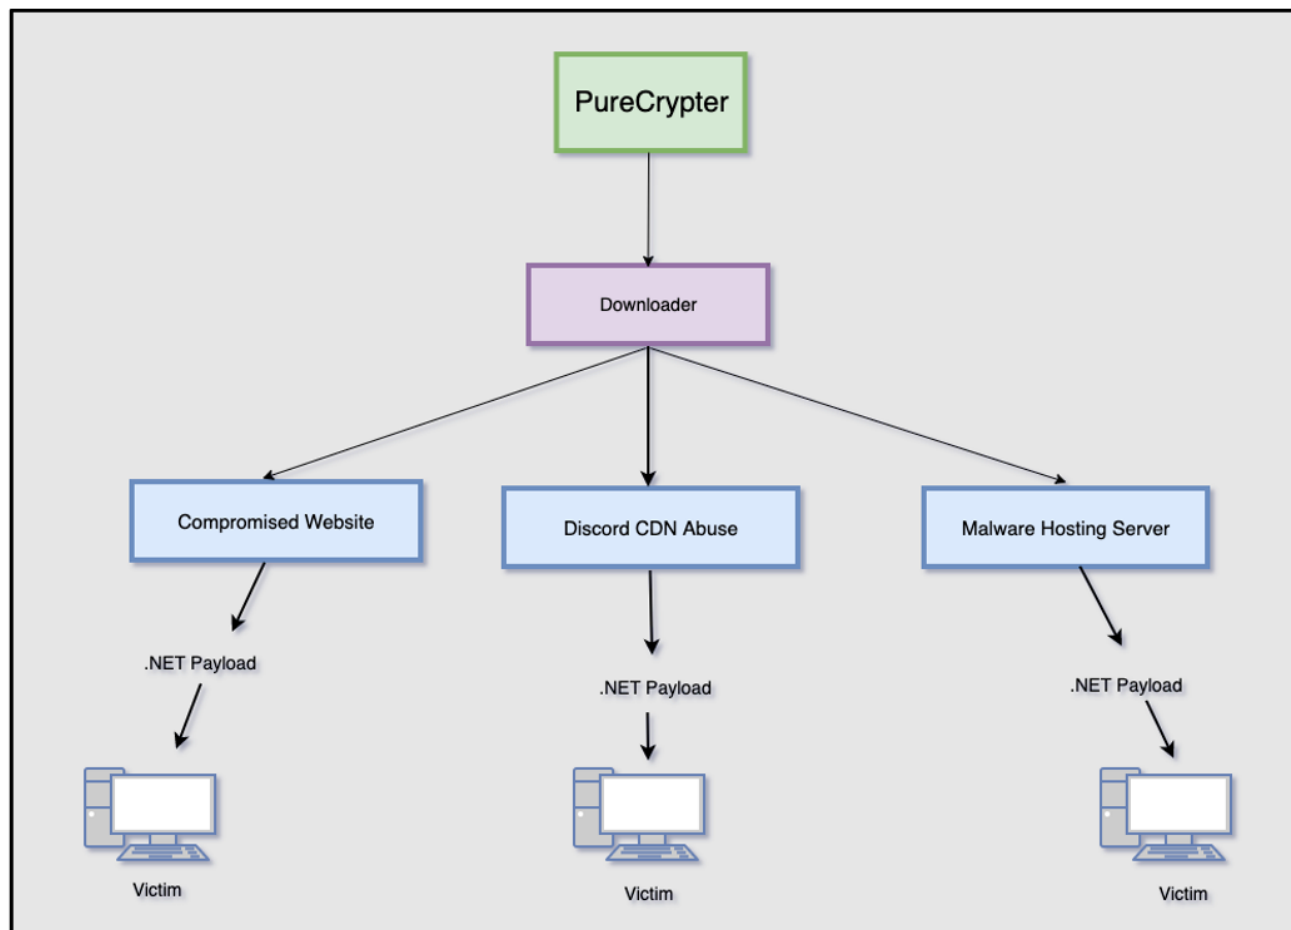 PureCrypter
Downloader
Compromised Website
Discord CDN Abuse
Malware Hosting Server
.NET Payload
.NET Payload
.NET Payload
Victim
Victim
Victim